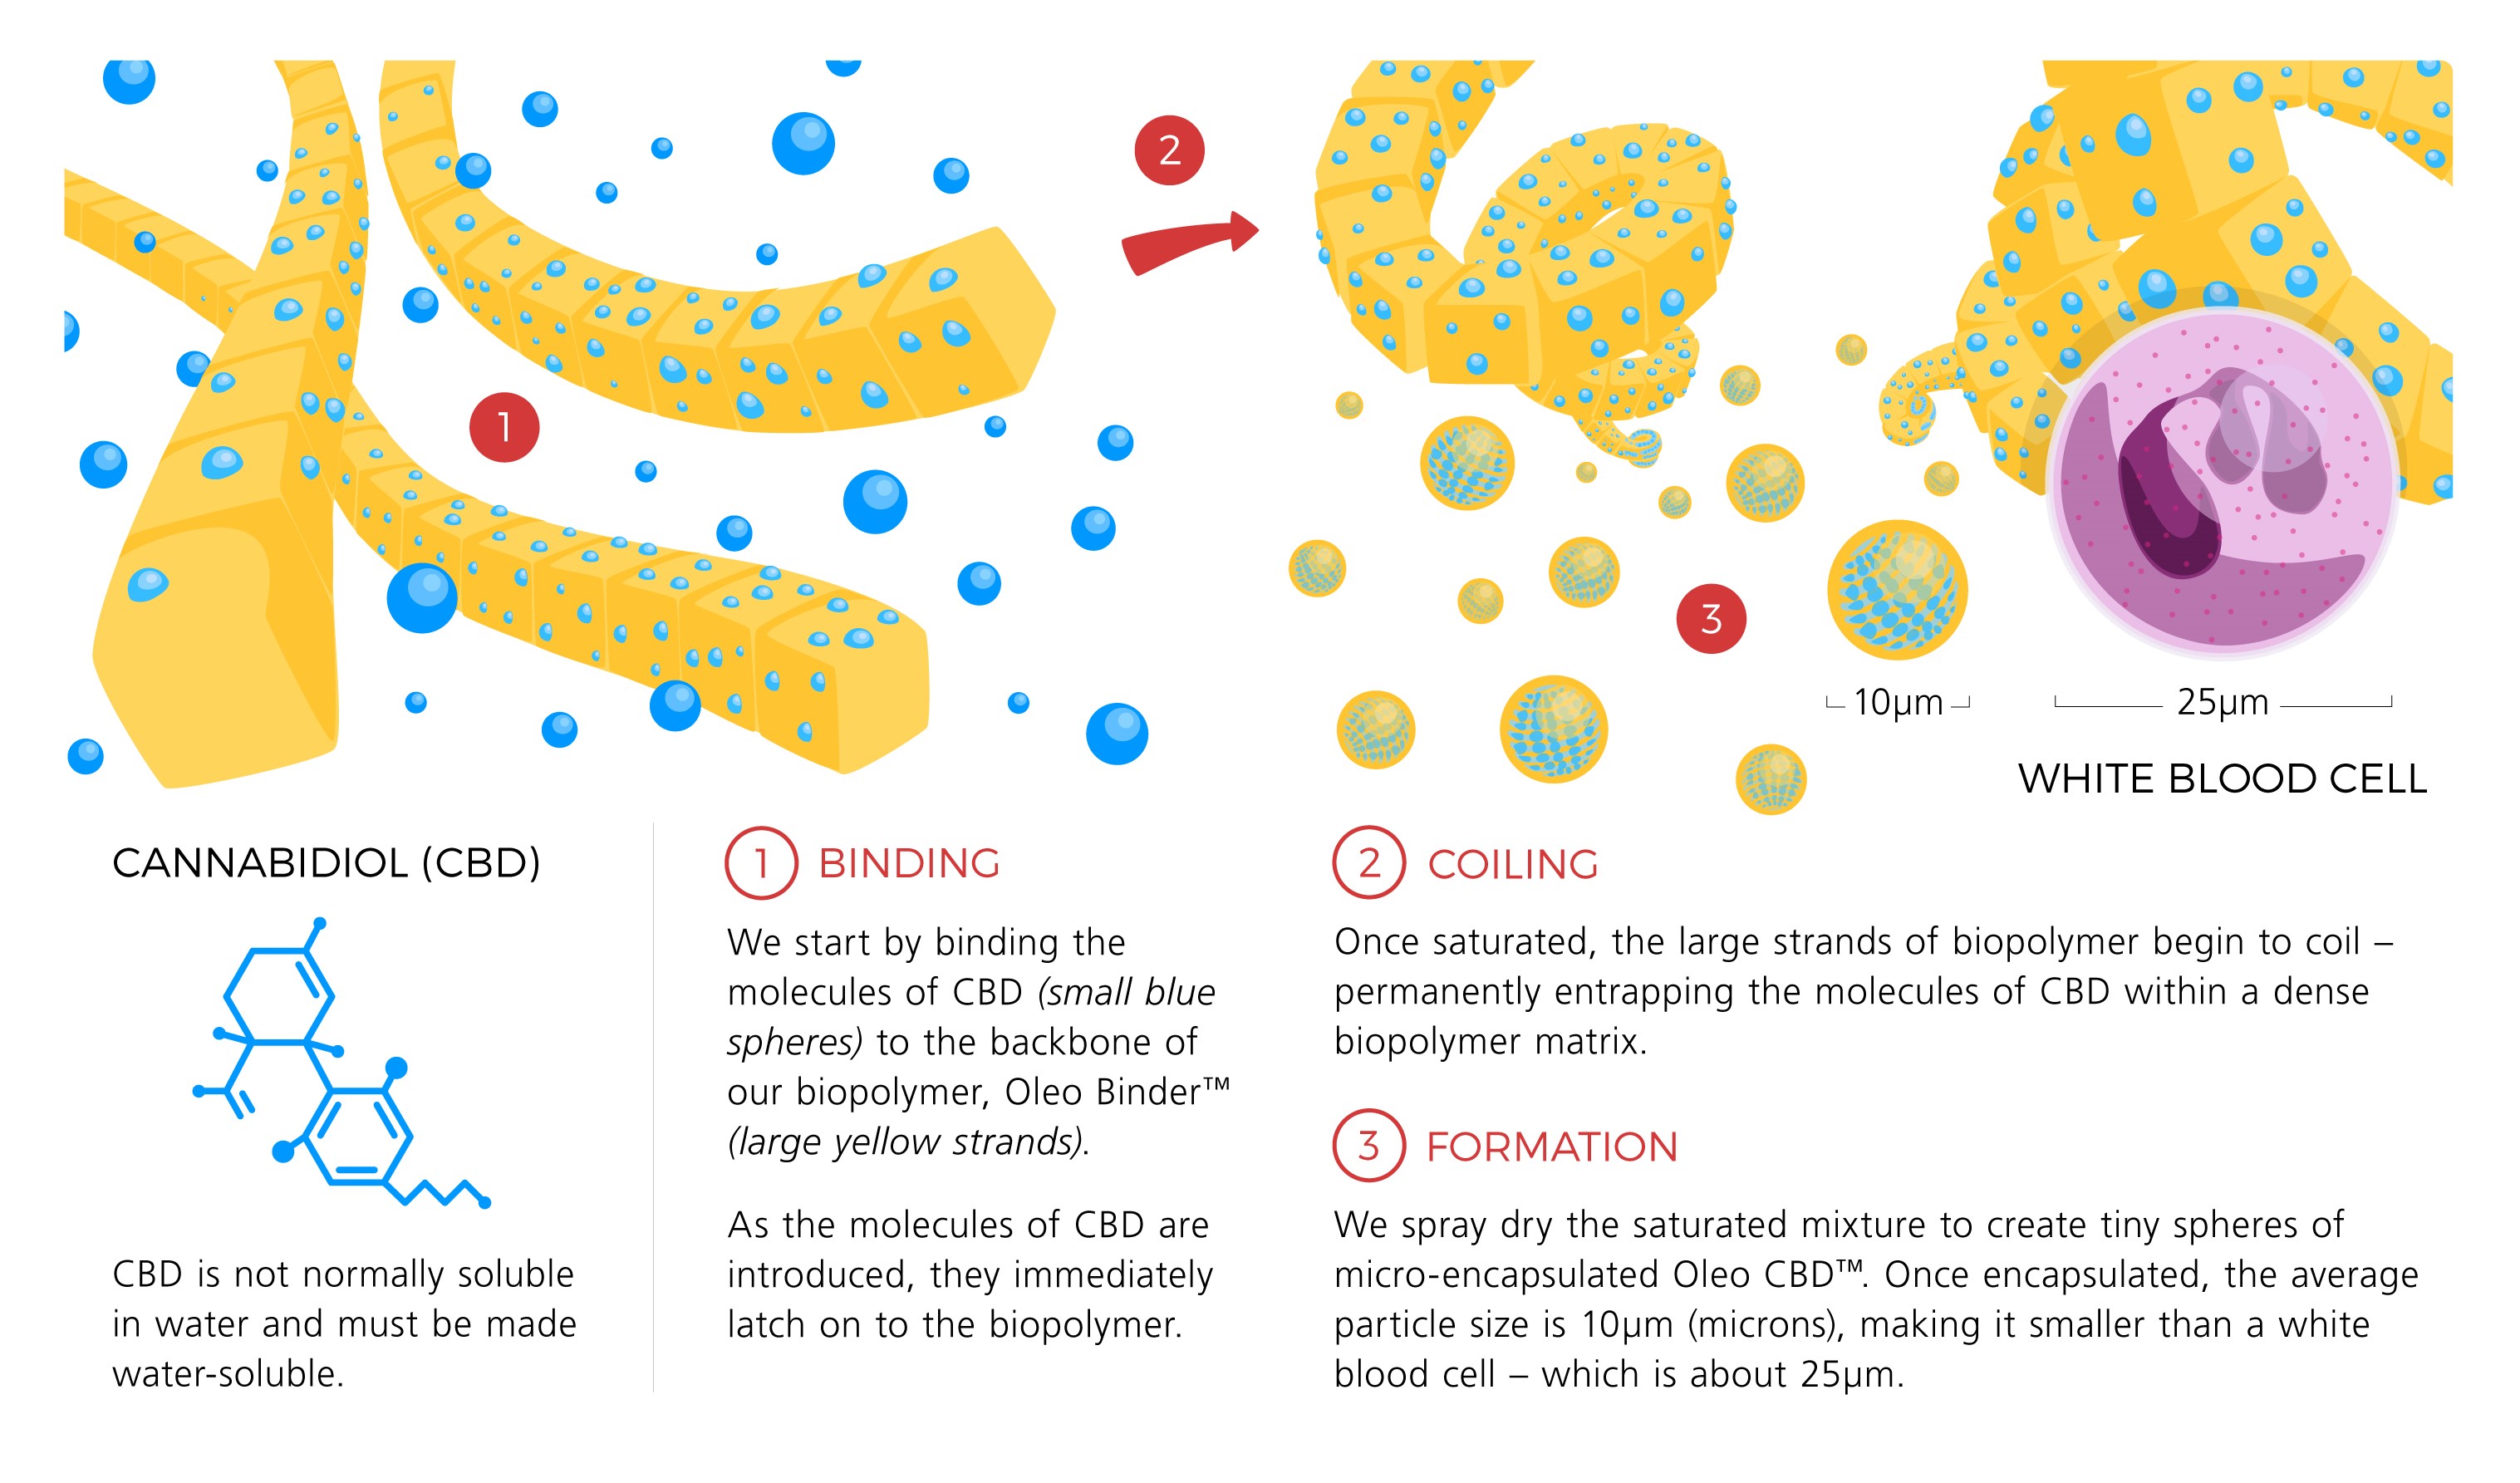 2
1
3
10µm
25µm
WHITE BLOOD CELL
CANNABIDIOL (CBD)
CBD is not normally soluble
in water and must be made
water-soluble.
1 BINDING
We start by binding the
molecules of CBD (small blue
spheres) to the backbone of
our biopolymer, Oleo Binder™
(large yellow strands).
As the molecules of CBD are
introduced, they immediately
latch on to the biopolymer.
2 COILING
Once saturated, the large strands of biopolymer begin to coil –
permanently entrapping the molecules of CBD within a dense
biopolymer matrix.
3 FORMATION
We spray dry the saturated mixture to create tiny spheres of
micro-encapsulated Oleo CBD™. Once encapsulated, the average
particle size is 10µm (microns), making it smaller than a white
blood cell – which is about 25µm.